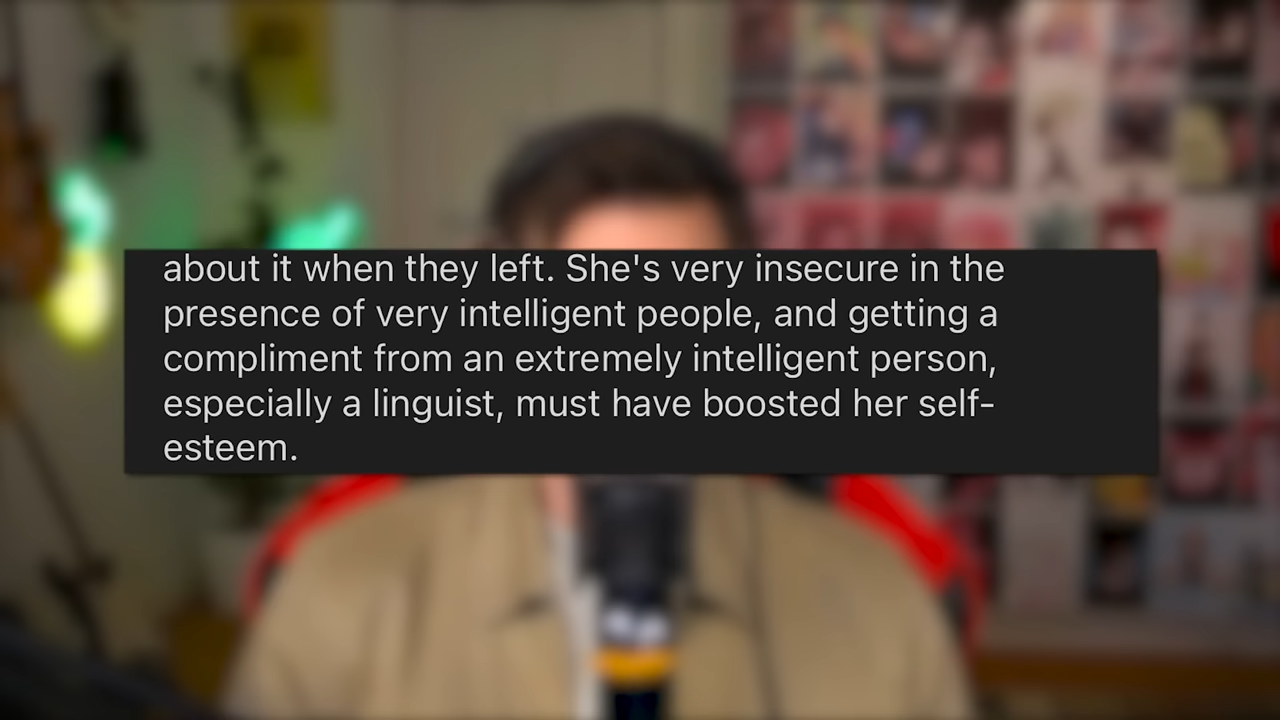 about it when they left. She's very insecure in the
presence of very intelligent people, and getting a
compliment from an extremely intelligent person,
especially a linguist, must have boosted her self-
esteem.